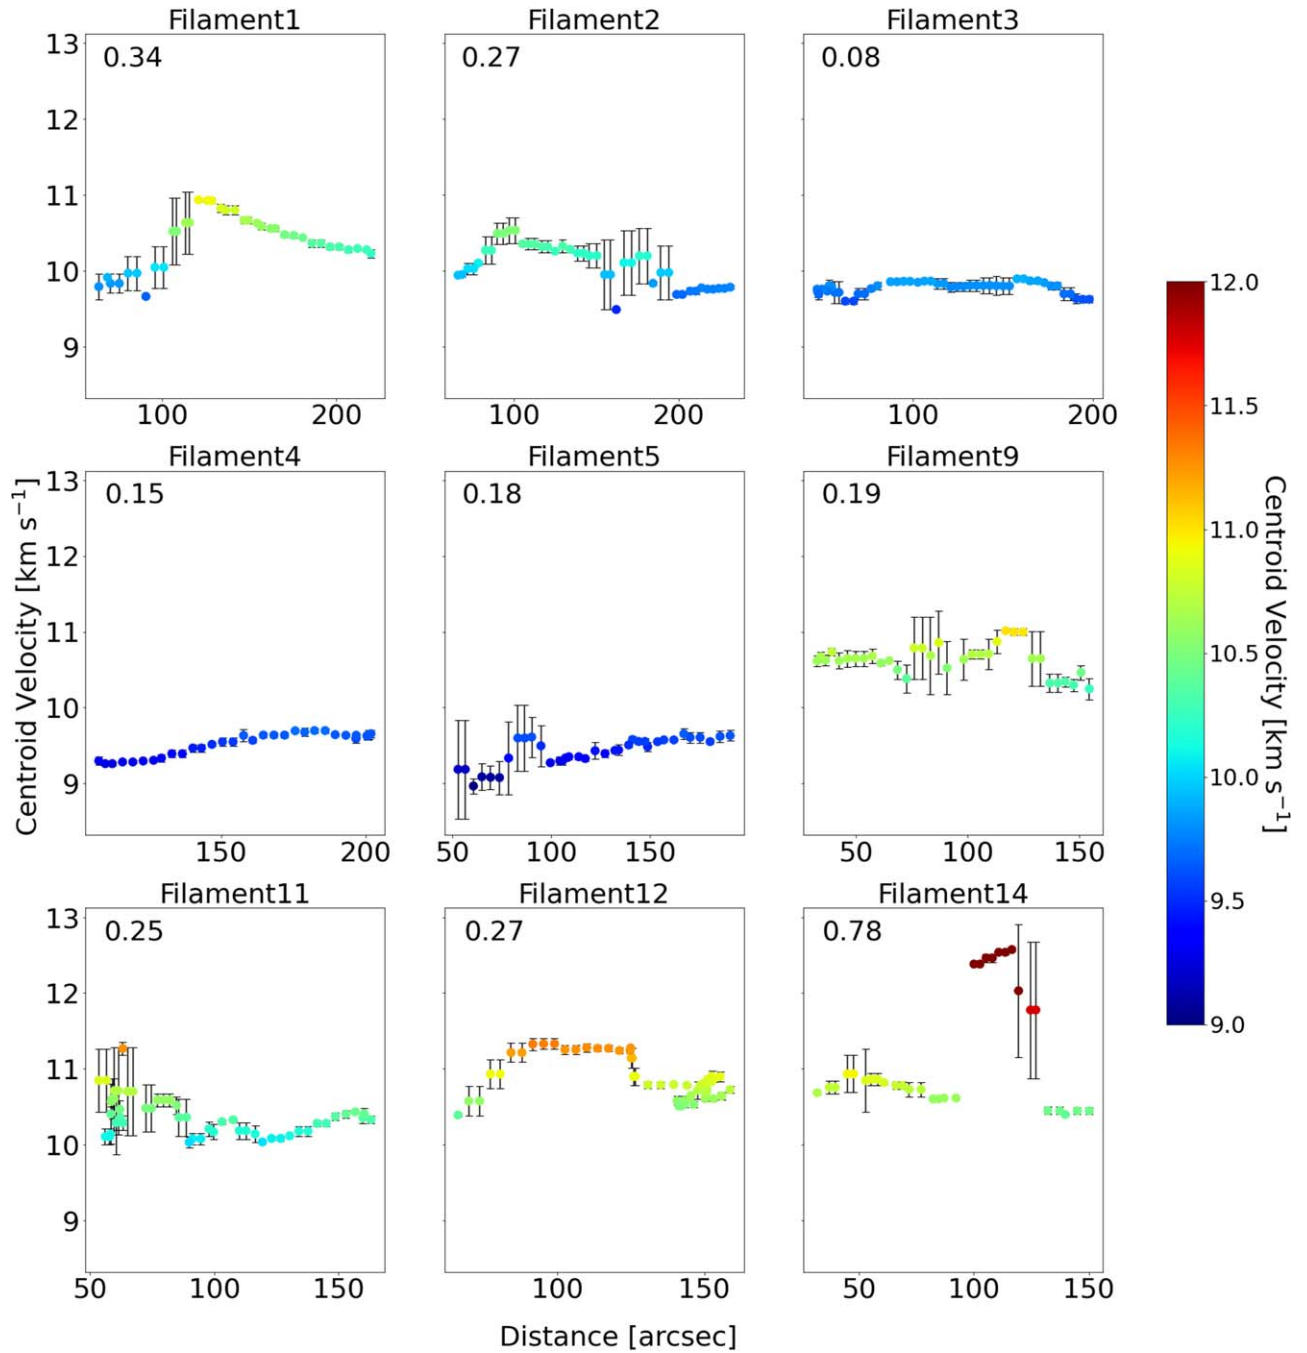 Filament1 Filament2 Filament3
13 0.34 0.27 0.08
12
11
10
9
100 200 100 200 100 200
12.0
11.5
11.0
10.5
10.0
9.5
9.0
Centroid Velocity [km s⁻¹]
Filament4 Filament5 Filament9
13 0.15 0.18 0.19
12
11
10
9
150 200 50 100 150 50 100 150
Centroid Velocity [km s⁻¹]
Filament11 Filament12 Filament14
13 0.25 0.27 0.78
12
11
10
9
50 100 150 100 150 50 100 150
Distance [arcsec]